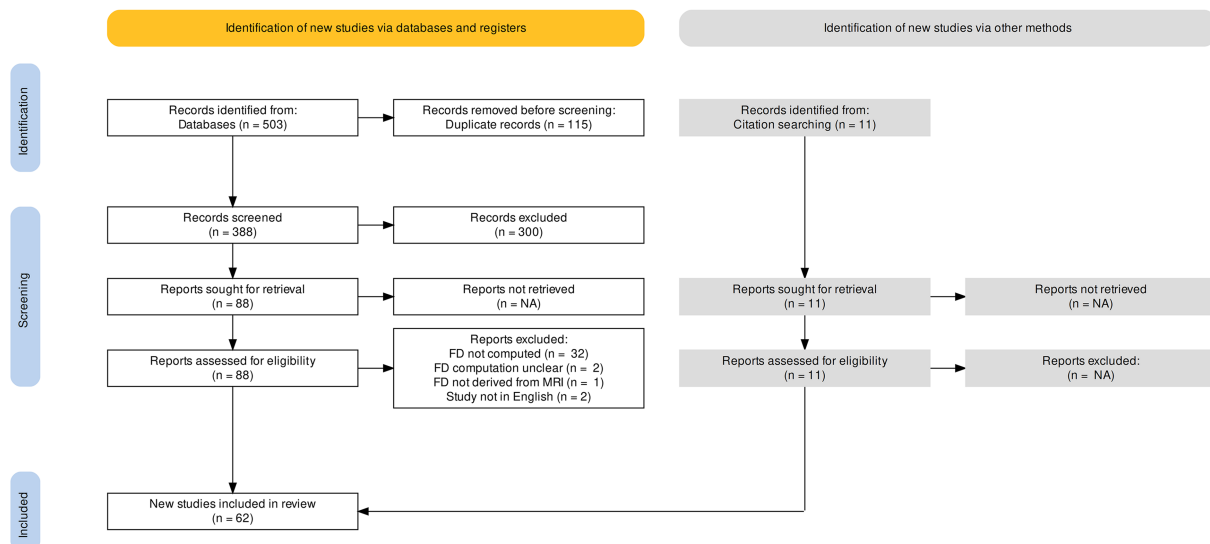 Identification of new studies via databases and registers
Identification of new studies via other methods
Identification
Records identified from:
Databases (n = 503)
Records removed before screening:
Duplicate records (n = 115)
Records identified from:
Citation searching (n = 11)
Screening
Records screened
(n = 388)
Records excluded
(n = 300)
Reports sought for retrieval
(n = 88)
Reports not retrieved
(n = NA)
Reports sought for retrieval
(n = 11)
Reports not retrieved
(n = NA)
Reports assessed for eligibility
(n = 88)
Reports excluded:
FD not computed (n = 32)
FD computation unclear (n = 2)
FD not derived from MRI (n = 1)
Study not in English (n = 2)
Reports assessed for eligibility
(n = 11)
Reports excluded:
(n = NA)
Included
New studies included in review
(n = 62)